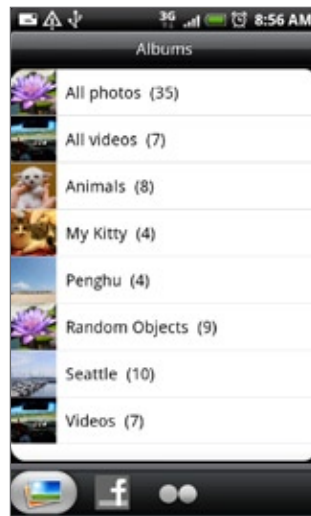 3G 8:56 AM
Albums
All photos (35)
All videos (7)
Animals (8)
My Kitty (4)
Penghu (4)
Random Objects (9)
Seattle (10)
Videos (7)
f